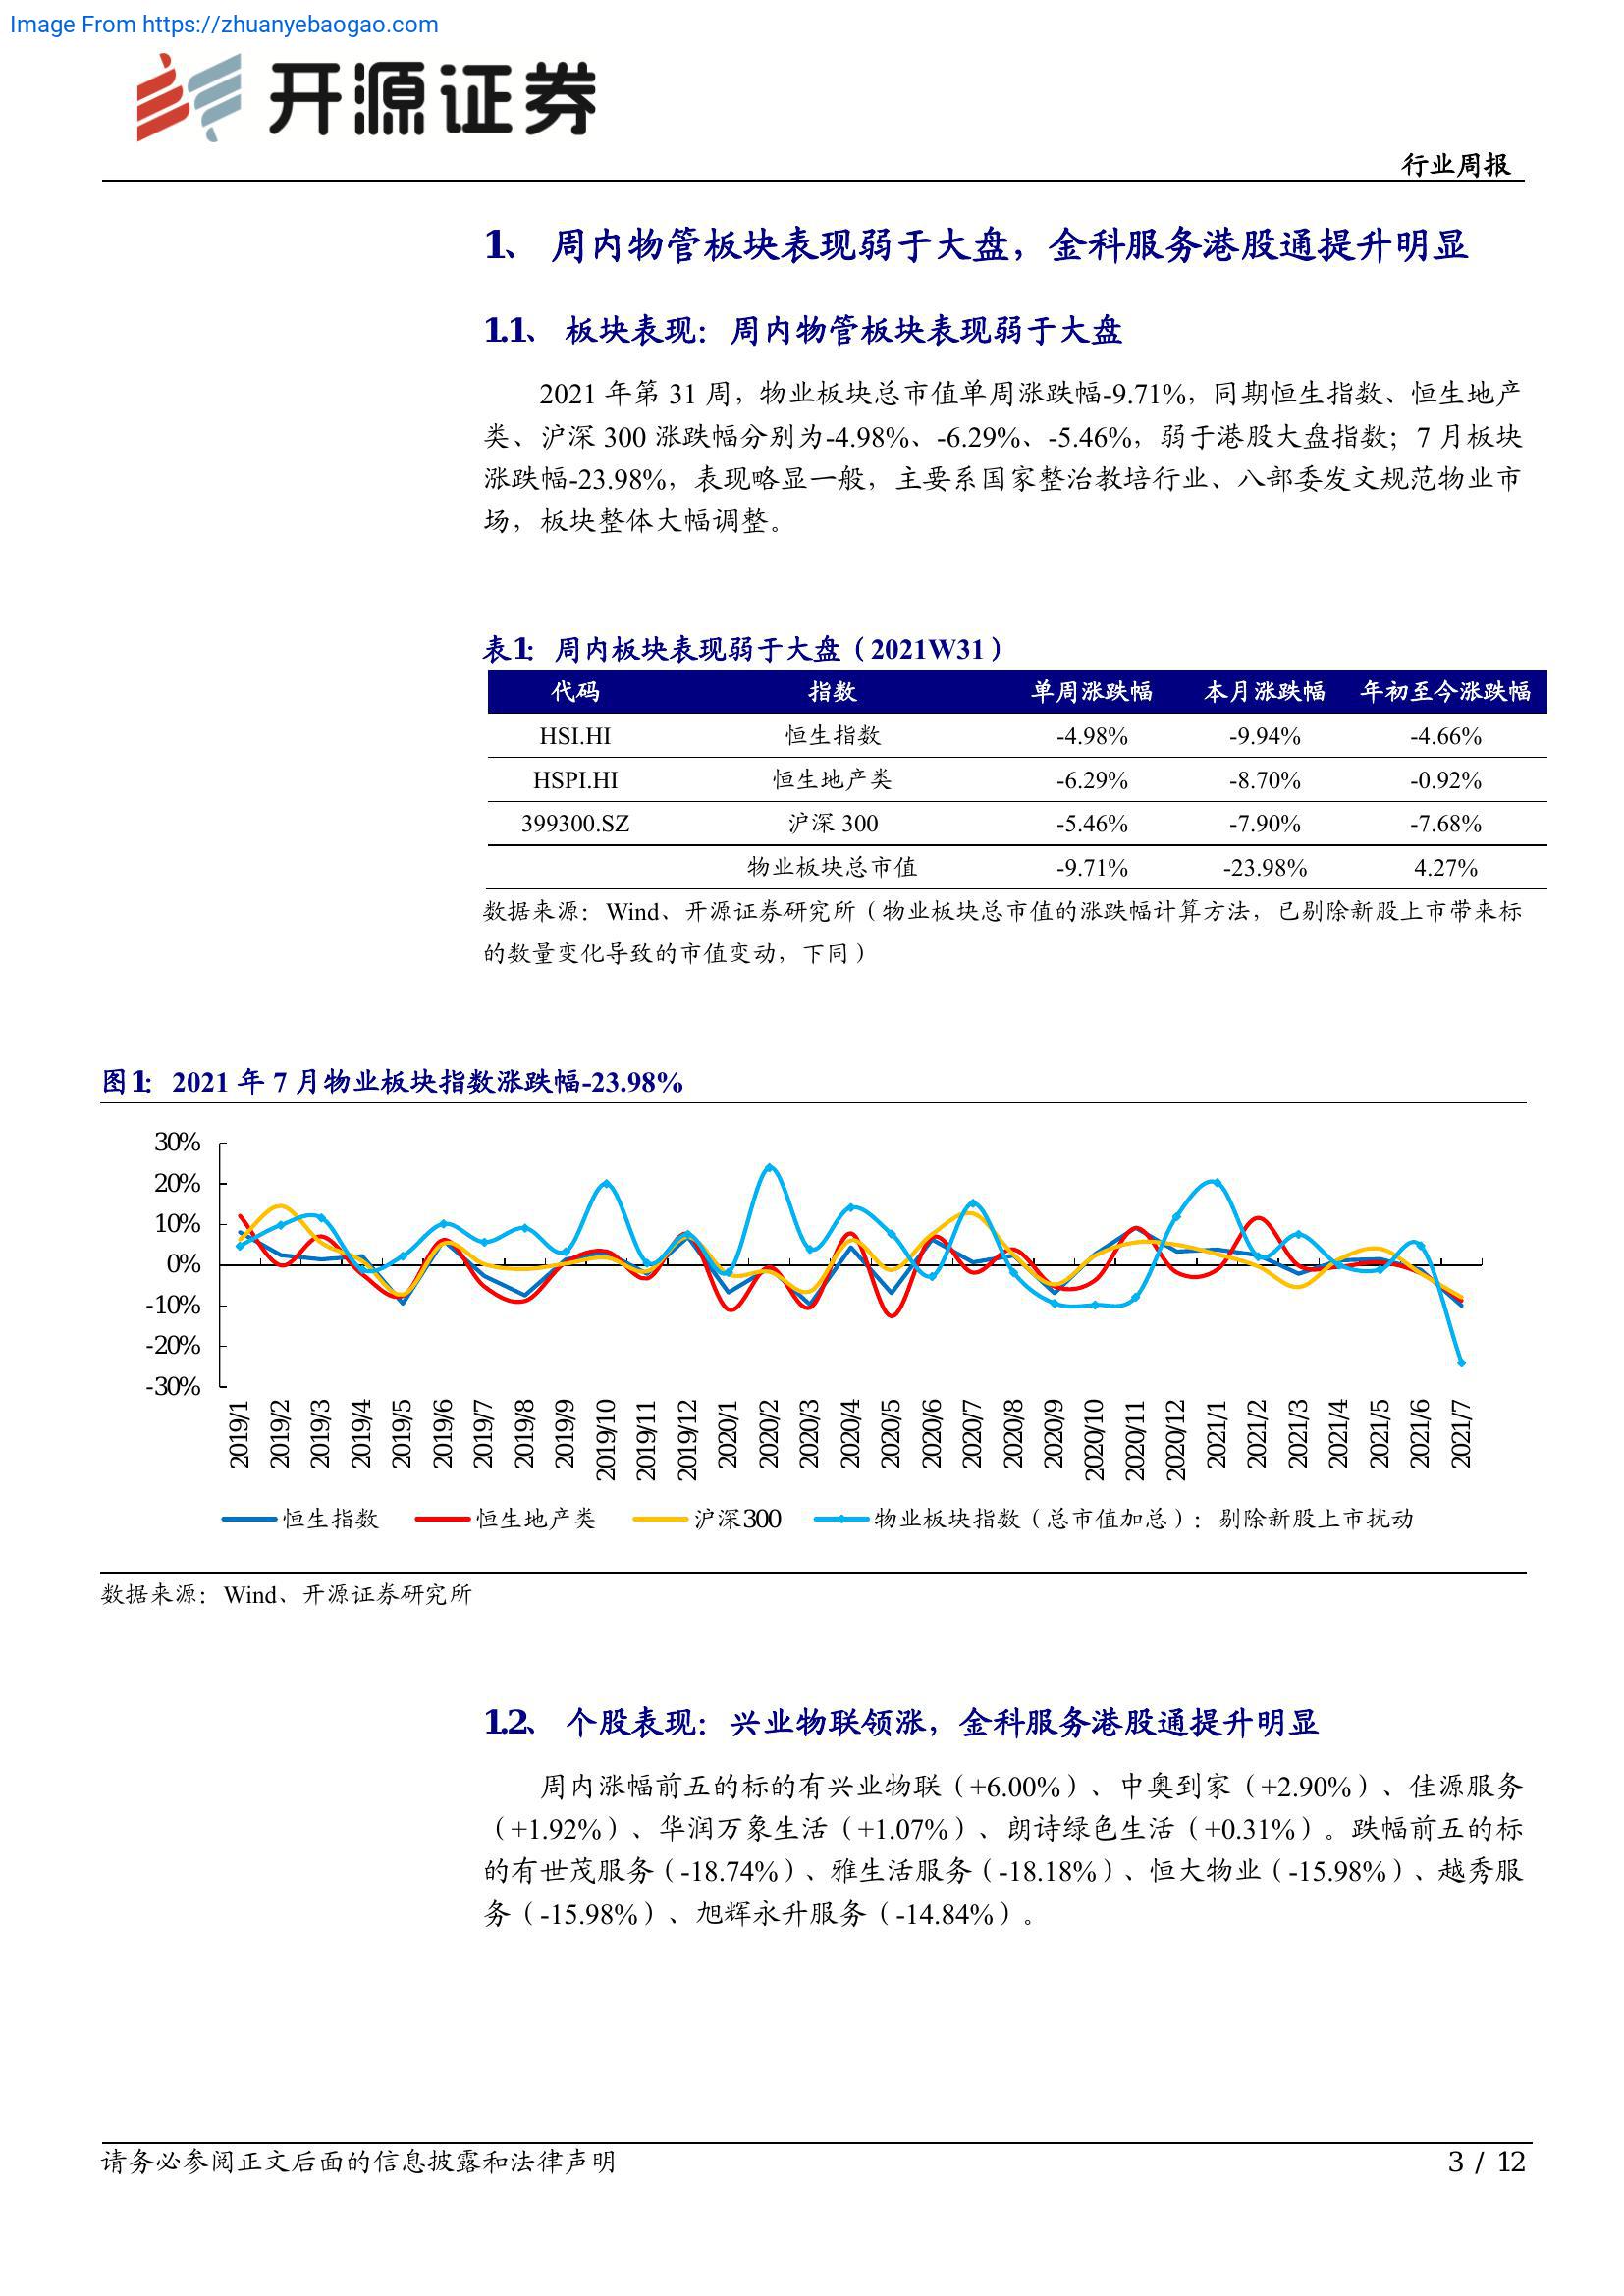 Image From https://zhuanyebaogao.com
开源证券
行业周报
1、 周内物管板块表现弱于大盘，金科服务港股通提升明显
1.1、 板块表现：周内物管板块表现弱于大盘
2021 年第 31 周，物业板块总市值单周涨跌幅-9.71%，同期恒生指数、恒生地产
类、沪深 300 涨跌幅分别为-4.98%、-6.29%、-5.46%，弱于港股大盘指数；7 月板块
涨跌幅-23.98%，表现略显一般，主要系国家整治教培行业、八部委发文规范物业市
场，板块整体大幅调整。
表1： 周内板块表现弱于大盘（2021W31）
代码 指数 单周涨跌幅 本月涨跌幅 年初至今涨跌幅
HSI.HI 恒生指数 -4.98% -9.94% -4.66%
HSPI.HI 恒生地产类 -6.29% -8.70% -0.92%
399300.SZ 沪深 300 -5.46% -7.90% -7.68%
物业板块总市值 -9.71% -23.98% 4.27%
数据来源：Wind、开源证券研究所（物业板块总市值的涨跌幅计算方法，已剔除新股上市带来标
的数量变化导致的市值变动，下同）
图1： 2021 年 7 月物业板块指数涨跌幅-23.98%
30%
20%
10%
0%
-10%
-20%
-30%
2019/1 2019/2 2019/3 2019/4 2019/5 2019/6 2019/7 2019/8 2019/9 2019/10 2019/11 2019/12 2020/1 2020/2 2020/3 2020/4 2020/5 2020/6 2020/7 2020/8 2020/9 2020/10 2020/11 2020/12 2021/1 2021/2 2021/3 2021/4 2021/5 2021/6 2021/7
恒生指数 恒生地产类 沪深300 物业板块指数（总市值加总）：剔除新股上市扰动
数据来源：Wind、开源证券研究所
1.2、 个股表现：兴业物联领涨，金科服务港股通提升明显
周内涨幅前五的标的有兴业物联（+6.00%）、中奥到家（+2.90%）、佳源服务
（+1.92%）、华润万象生活（+1.07%）、朗诗绿色生活（+0.31%）。跌幅前五的标
的有世茂服务（-18.74%）、雅生活服务（-18.18%）、恒大物业（-15.98%）、越秀服
务（-15.98%）、旭辉永升服务（-14.84%）。
请务必参阅正文后面的信息披露和法律声明
3 / 12